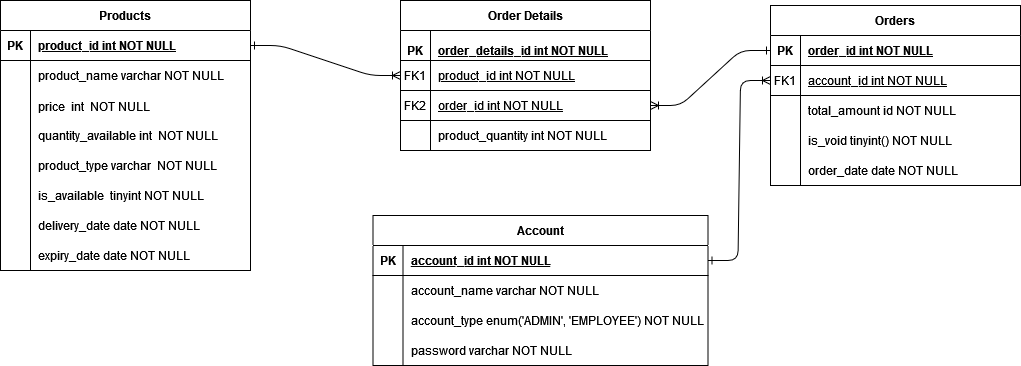 Products
PK product_id int NOT NULL
product_name varchar NOT NULL
price int NOT NULL
quantity_available int NOT NULL
product_type varchar NOT NULL
is_available tinyint NOT NULL
delivery_date date NOT NULL
expiry_date date NOT NULL
Order Details
PK order_details_id int NOT NULL
FK1 product_id int NOT NULL
FK2 order_id int NOT NULL
product_quantity int NOT NULL
Orders
PK order_id int NOT NULL
FK1 account_id int NOT NULL
total_amount id NOT NULL
is_void tinyint() NOT NULL
order_date date NOT NULL
Account
PK account_id int NOT NULL
account_name varchar NOT NULL
account_type enum('ADMIN', 'EMPLOYEE') NOT NULL
password varchar NOT NULL